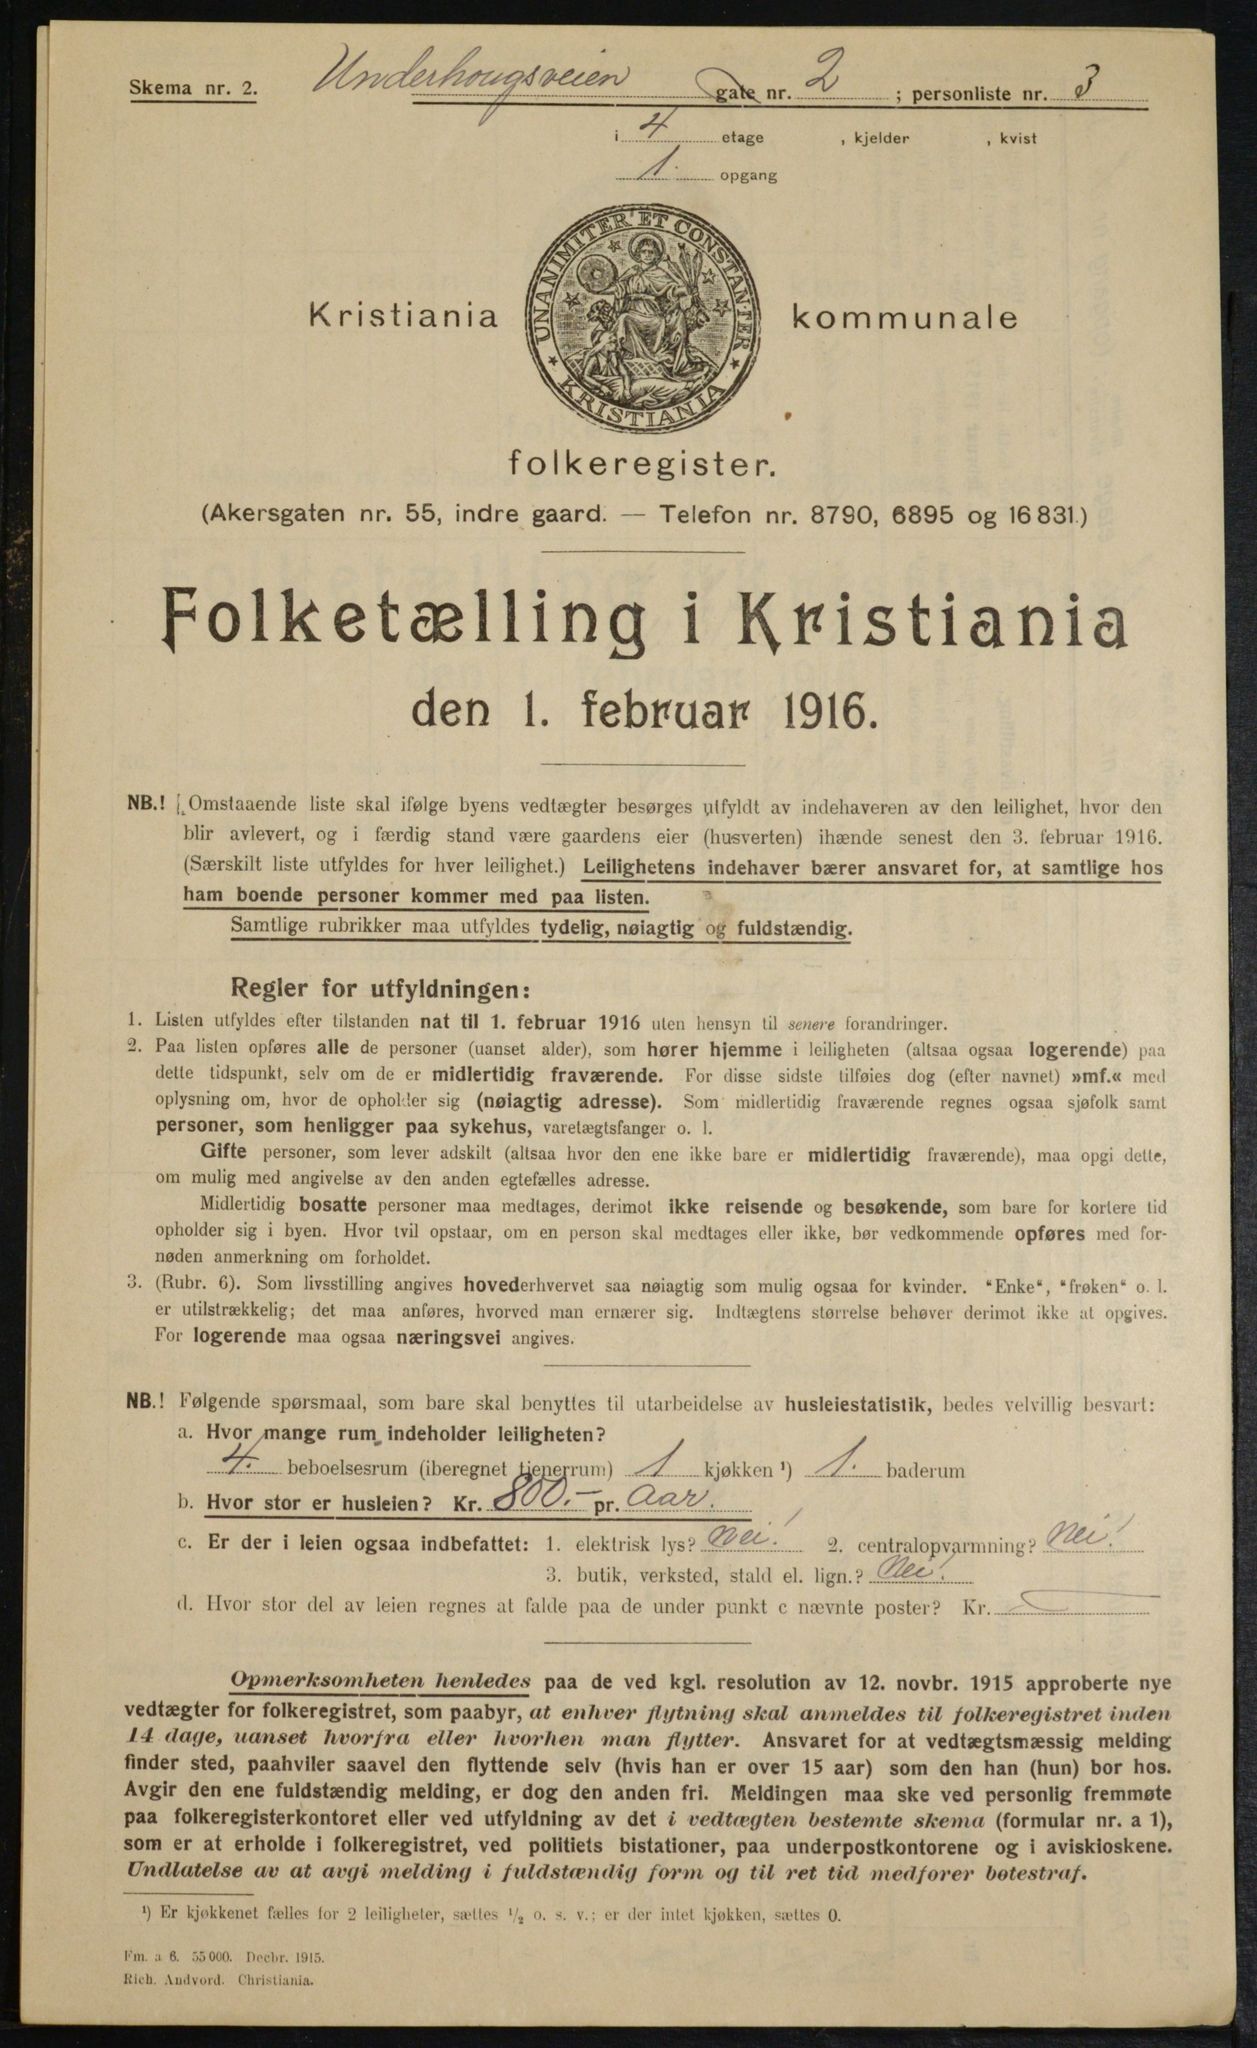 Skema nr. 2. Underhougsveien gate nr. 2 ; personliste nr. 3
i 4 etage , kjelder , kvist
1. opgang
UNANIMITER ET CONSTANTER
KRISTIANIA
Kristiania kommunale
folkeregister.
(Akersgaten nr. 55, indre gaard. — Telefon nr. 8790, 6895 og 16831.)
Folketælling i Kristiania
den 1. februar 1916.
NB.! Omstaaende liste skal ifølge byens vedtægter besørges utfyldt av indehaveren av den leilighet, hvor den
blir avlevert, og i færdig stand være gaardens eier (husverten) ihænde senest den 3. februar 1916.
(Særskilt liste utfyldes for hver leilighet.) Leilighetens indehaver bærer ansvaret for, at samtlige hos
ham boende personer kommer med paa listen.
Samtlige rubrikker maa utfyldes tydelig, nøiagtig og fuldstændig.
Regler for utfyldningen:
1. Listen utfyldes efter tilstanden nat til 1. februar 1916 uten hensyn til senere forandringer.
2. Paa listen opføres alle de personer (uanset alder), som hører hjemme i leiligheten (altsaa ogsaa logerende) paa
dette tidspunkt, selv om de er midlertidig fraværende. For disse sidste tilføies dog (efter navnet) »mf.« med
oplysning om, hvor de opholder sig (nøiagtig adresse). Som midlertidig fraværende regnes ogsaa sjøfolk samt
personer, som henligger paa sykehus, varetægtsfanger o. l.
Gifte personer, som lever adskilt (altsaa hvor den ene ikke bare er midlertidig fraværende), maa opgi dette,
om mulig med angivelse av den anden egtefælles adresse.
Midlertidig bosatte personer maa medtages, derimot ikke reisende og besøkende, som bare for kortere tid
opholder sig i byen. Hvor tvil opstaar, om en person skal medtages eller ikke, bør vedkommende opføres med for-
nøden anmerkning om forholdet.
3. (Rubr. 6). Som livsstilling angives hovederhvervet saa nøiagtig som mulig ogsaa for kvinder. "Enke", "frøken" o. l.
er utilstrækkelig; det maa anføres, hvorved man ernærer sig. Indtægtens størrelse behøver derimot ikke at opgives.
For logerende maa ogsaa næringsvei angives.
NB.! Følgende spørsmaal, som bare skal benyttes til utarbeidelse av husleiestatistik, bedes velvillig besvart:
a. Hvor mange rum indeholder leiligheten?
4. beboelsesrum (iberegnet tjenerrum) 1 kjøkken ¹) 1. baderum
b. Hvor stor er husleien? Kr. 800.- pr. Aar.
c. Er der i leien ogsaa indbefattet: 1. elektrisk lys? Nei! 2. centralopvarmning? Nei!
3. butik, verksted, stald el. lign.? Nei!
d. Hvor stor del av leien regnes at falde paa de under punkt c nævnte poster? Kr.
Opmerksomheten henledes paa de ved kgl. resolution av 12. novbr. 1915 approberte nye
vedtægter for folkeregistret, som paabyr, at enhver flytning skal anmeldes til folkeregistret inden
14 dage, uanset hvorfra eller hvorhen man flytter. Ansvaret for at vedtægtsmæssig melding
finder sted, paahviler saavel den flyttende selv (hvis han er over 15 aar) som den han (hun) bor hos.
Avgir den ene fuldstændig melding, er dog den anden fri. Meldingen maa ske ved personlig fremmøte
paa folkeregisterkontoret eller ved utfyldning av det i vedtægten bestemte skema (formular nr. a 1),
som er at erholde i folkeregistret, ved politiets bistationer, paa underpostkontorene og i aviskioskene.
Undlatelse av at avgi melding i fuldstændig form og til ret tid medfører bøtestraf.
¹) Er kjøkkenet fælles for 2 leiligheter, sættes ½ o. s. v.; er der intet kjøkken, sættes 0.
Fm. a 6. 55000. Decbr. 1915.
Rich. Andvord. Christiania.